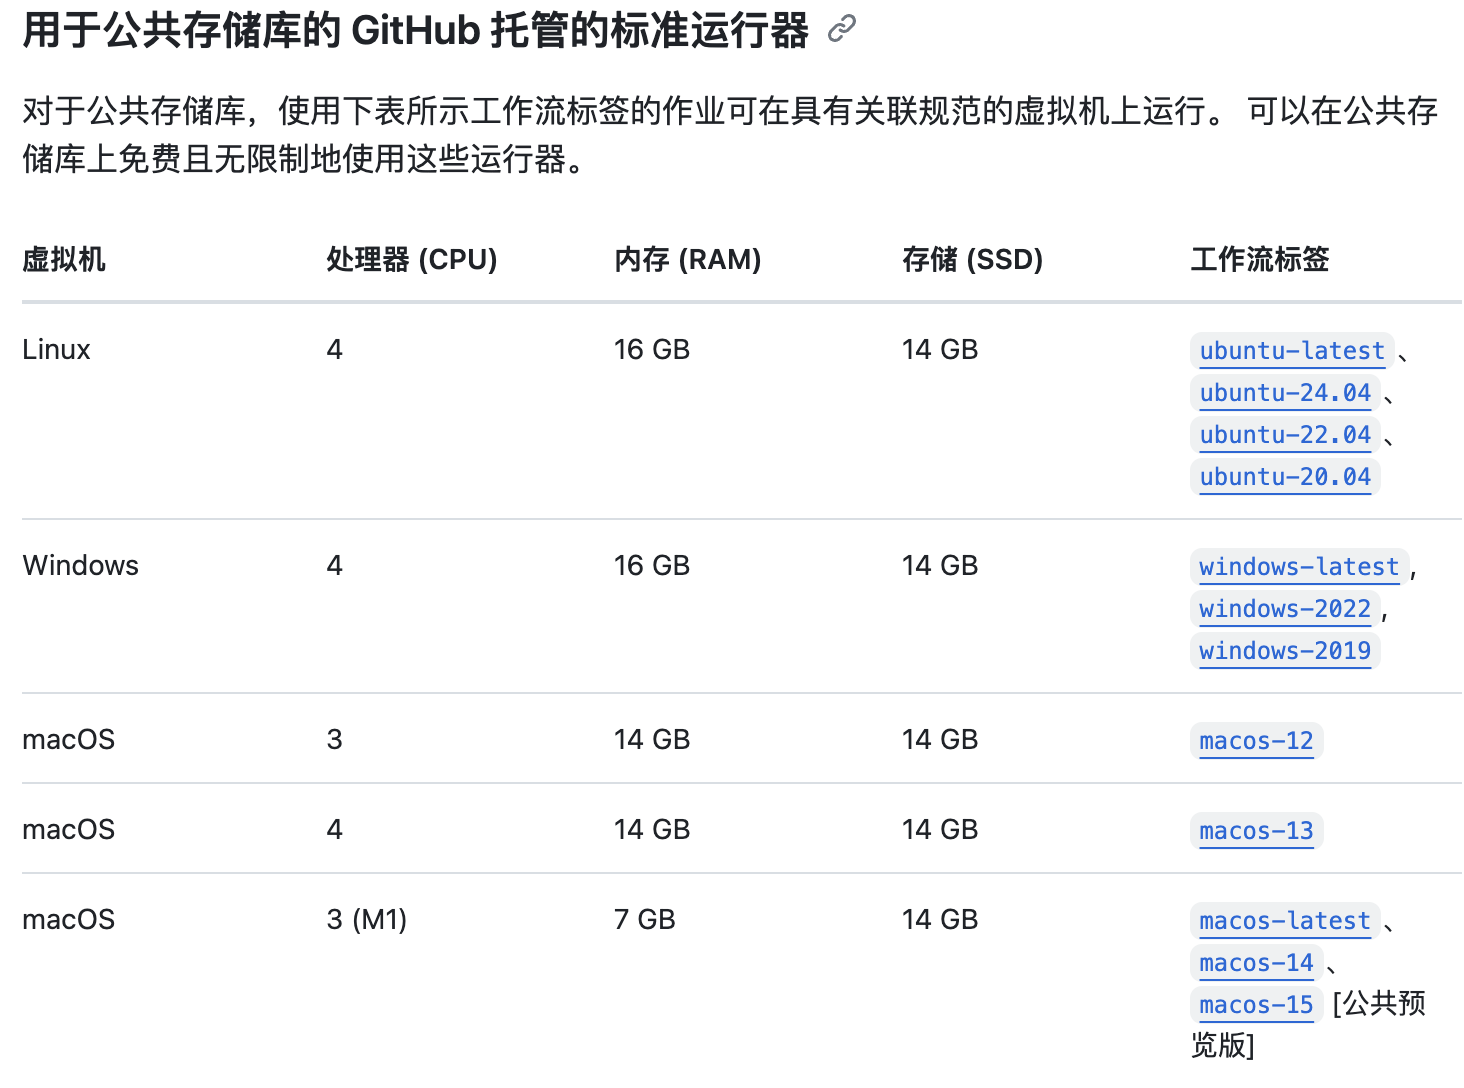 用于公共存储库的 GitHub 托管的标准运行器
对于公共存储库，使用下表所示工作流标签的作业可在具有关联规范的虚拟机上运行。 可以在公共存
储库上免费且无限制地使用这些运行器。
虚拟机 处理器 (CPU) 内存 (RAM) 存储 (SSD) 工作流标签
Linux 4 16 GB 14 GB ubuntu-latest、
ubuntu-24.04、
ubuntu-22.04、
ubuntu-20.04
Windows 4 16 GB 14 GB windows-latest,
windows-2022,
windows-2019
macOS 3 14 GB 14 GB macos-12
macOS 4 14 GB 14 GB macos-13
macOS 3 (M1) 7 GB 14 GB macos-latest、
macos-14、
macos-15 [公共预
览版]